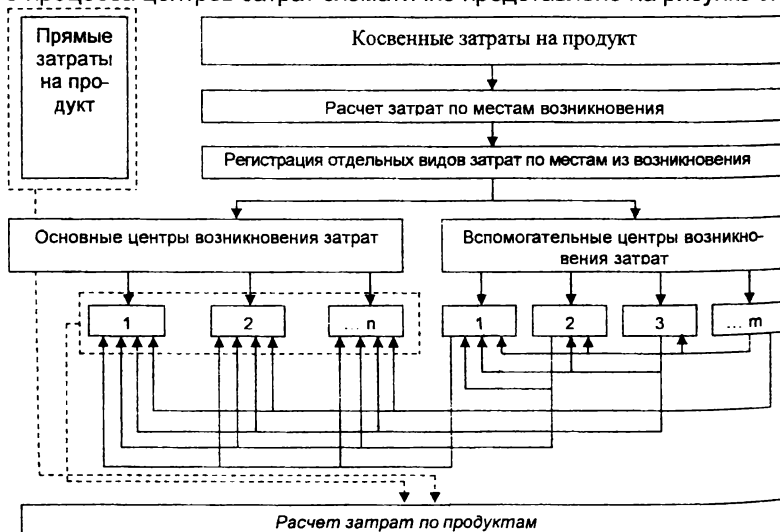 Прямые
затраты
на про-
дукт
Косвенные затраты на продукт
Расчет затрат по местам возникновения
Регистрация отдельных видов затрат по местам из возникновения
Основные центры возникновения затрат
Вспомогательные центры возникно-
вения затрат
1
2
... n
1
2
3
... m
Расчет затрат по продуктам